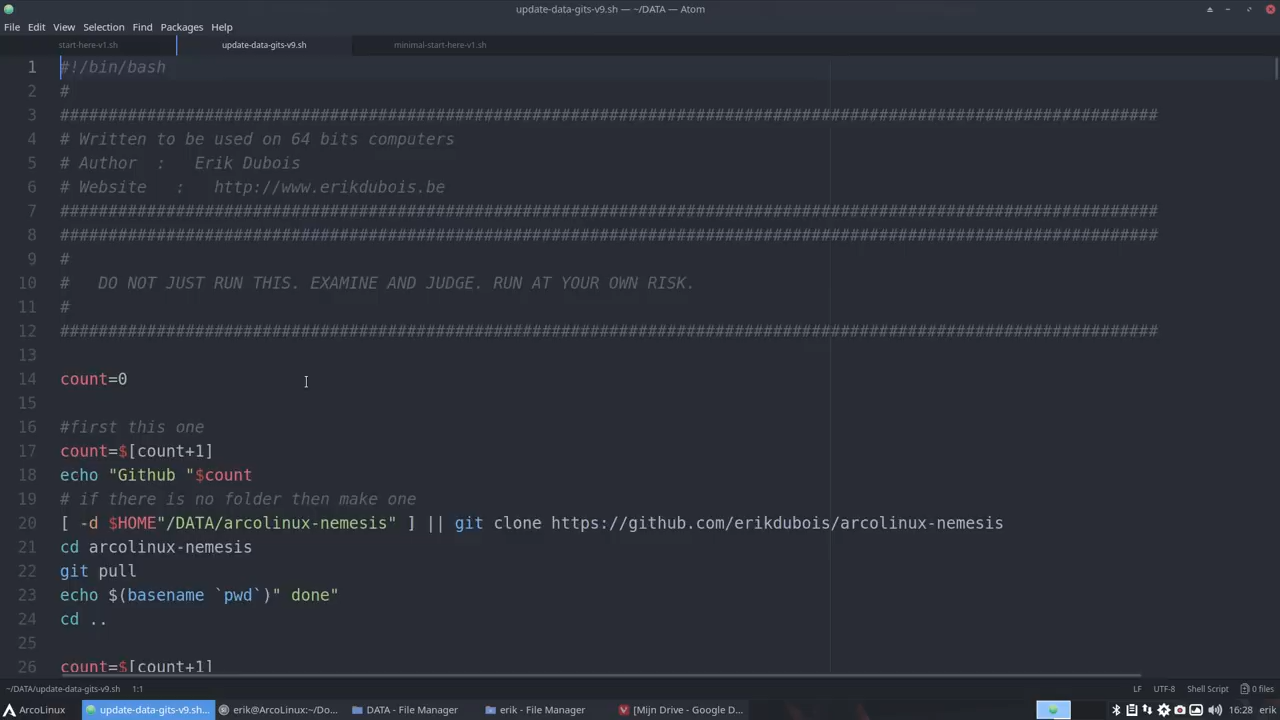 update-data-gits-v9.sh — ~/DATA — Atom
File Edit View Selection Find Packages Help
start-here-v1.sh update-data-gits-v9.sh minimal-start-here-v1.sh
1 #!/bin/bash
2 #
3 ##################################################################################################################
4 # Written to be used on 64 bits computers
5 # Author : Erik Dubois
6 # Website : http://www.erikdubois.be
7 ##################################################################################################################
8 ##################################################################################################################
9 #
10 # DO NOT JUST RUN THIS. EXAMINE AND JUDGE. RUN AT YOUR OWN RISK.
11 #
12 ##################################################################################################################
13
14 count=0
15
16 #first this one
17 count=$[count+1]
18 echo "Github "$count
19 # if there is no folder then make one
20 [ -d $HOME"/DATA/arcolinux-nemesis" ] || git clone https://github.com/erikdubois/arcolinux-nemesis
21 cd arcolinux-nemesis
22 git pull
23 echo $(basename `pwd`)" done"
24 cd ..
25
26 count=$[count+1]
~/DATA/update-data-gits-v9.sh 1:1 LF UTF-8 Shell Script 0 files
ArcoLinux update-data-gits-v9.sh... erik@ArcoLinux:~/Do... DATA - File Manager erik - File Manager [Mijn Drive - Google D... 16:28 erik